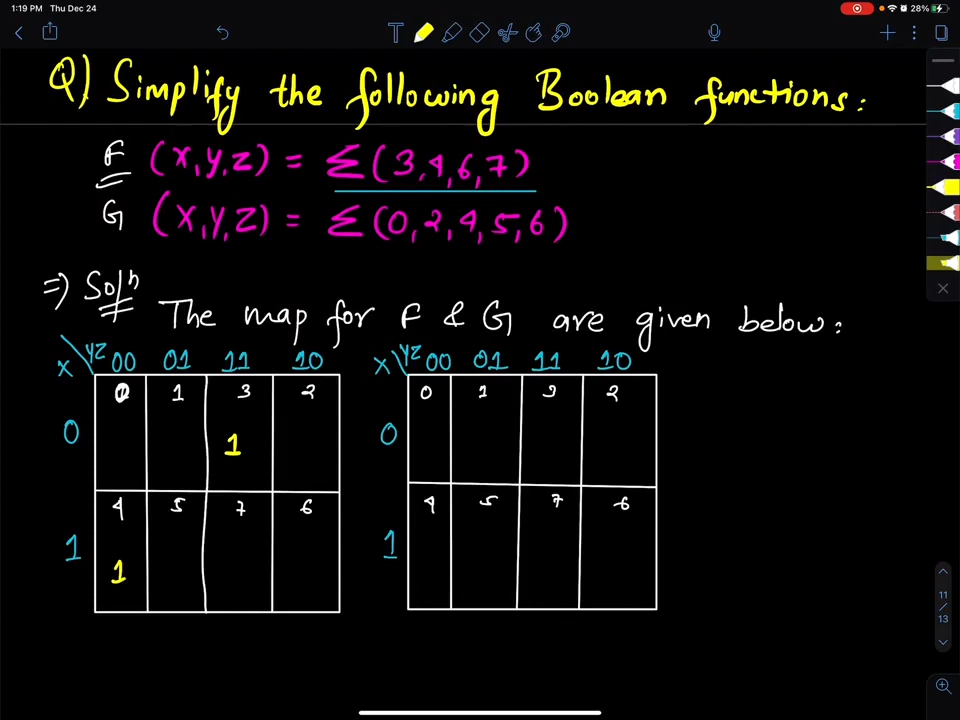 1:19 PM Thu Dec 24
28%
Q) Simplify the following Boolean functions:
F (X,Y,Z) = Σ(3,4,6,7)
G (X,Y,Z) = Σ(0,2,4,5,6)
=) Solⁿ
The map for F & G are given below:
X\YZ 00 01 11 10
0 1 3 2
0 1
4 5 7 6
1 1
X\YZ 00 01 11 10
0 1 3 2
0
4 5 7 6
1
11
/
13